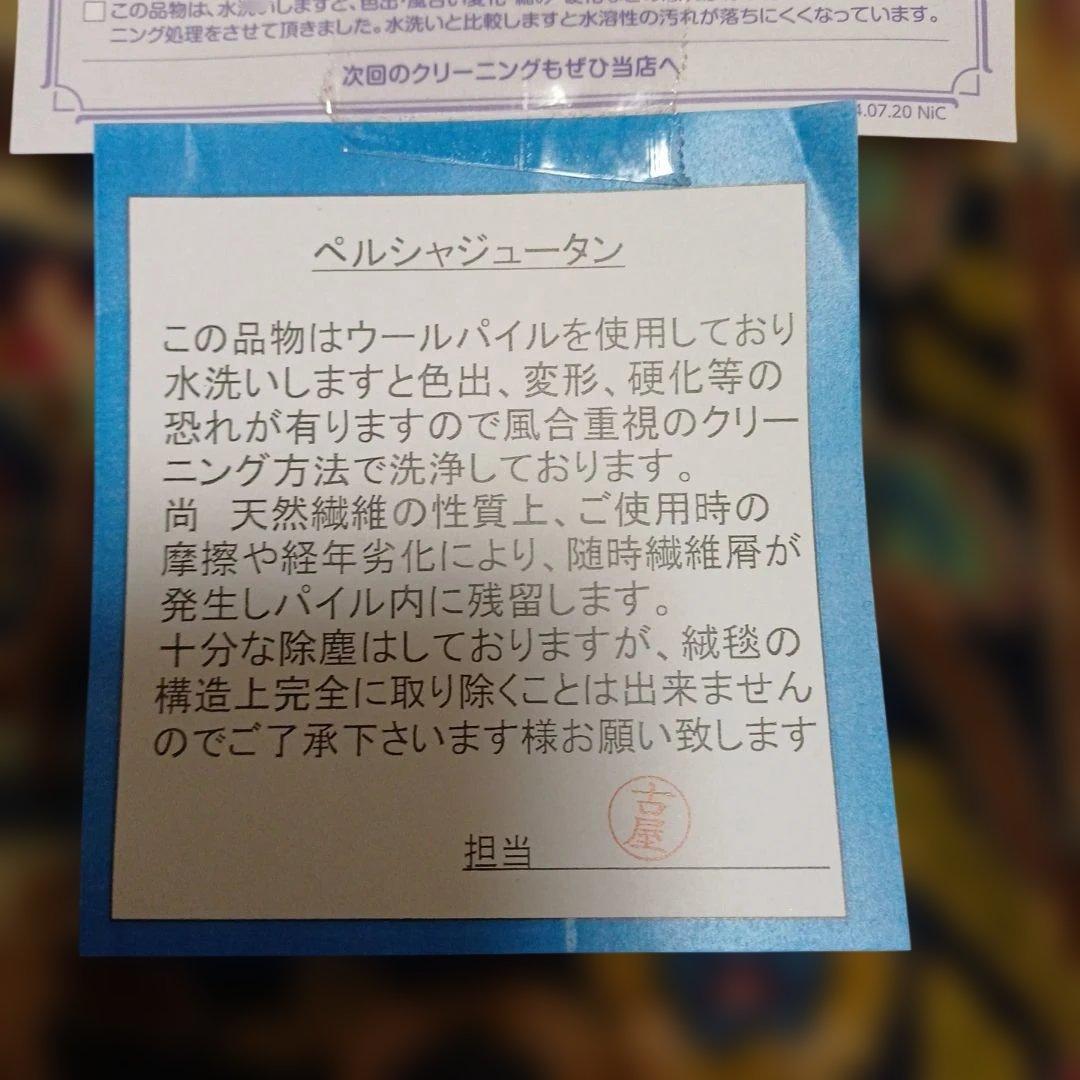 □この品物は、水洗いしますと、色出・風合い変化・縮み・硬化など
ニング処理をさせて頂きました。水洗いと比較しますと水溶性の汚れが落ちにくくなっています。
次回のクリーニングもぜひ当店へ
4.07.20 NiC
ペルシャジュータン
この品物はウールパイルを使用しており
水洗いしますと色出、変形、硬化等の
恐れが有りますので風合重視のクリー
ニング方法で洗浄しております。
尚 天然繊維の性質上、ご使用時の
摩擦や経年劣化により、随時繊維屑が
発生しパイル内に残留します。
十分な除塵はしておりますが、絨毯の
構造上完全に取り除くことは出来ません
のでご了承下さいます様お願い致します
古屋
担当